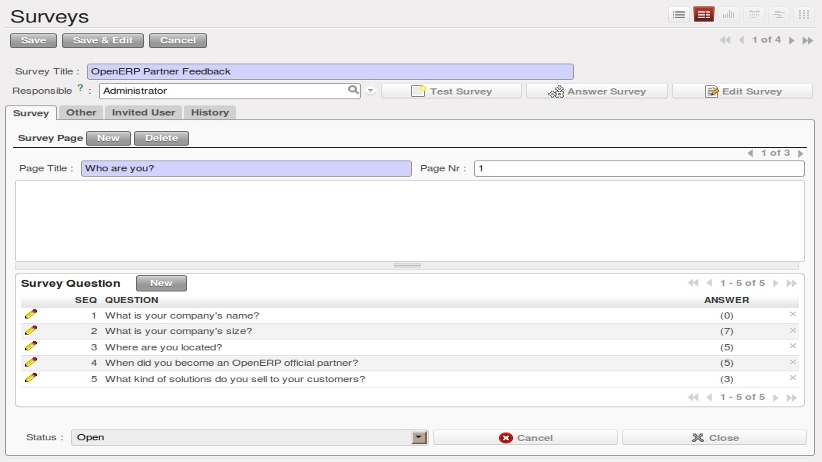 Surveys
Save Save & Edit Cancel 1 of 4
Survey Title : OpenERP Partner Feedback
Responsible ? : Administrator Test Survey Answer Survey Edit Survey
Survey Other Invited User History
Survey Page New Delete
1 of 3
Page Title : Who are you? Page Nr : 1
Survey Question New 1 - 5 of 5
SEQ QUESTION ANSWER
1 What is your company's name? (0)
2 What is your company's size? (7)
3 Where are you located? (5)
4 When did you become an OpenERP official partner? (5)
5 What kind of solutions do you sell to your customers? (3)
1 - 5 of 5
Status : Open Cancel Close